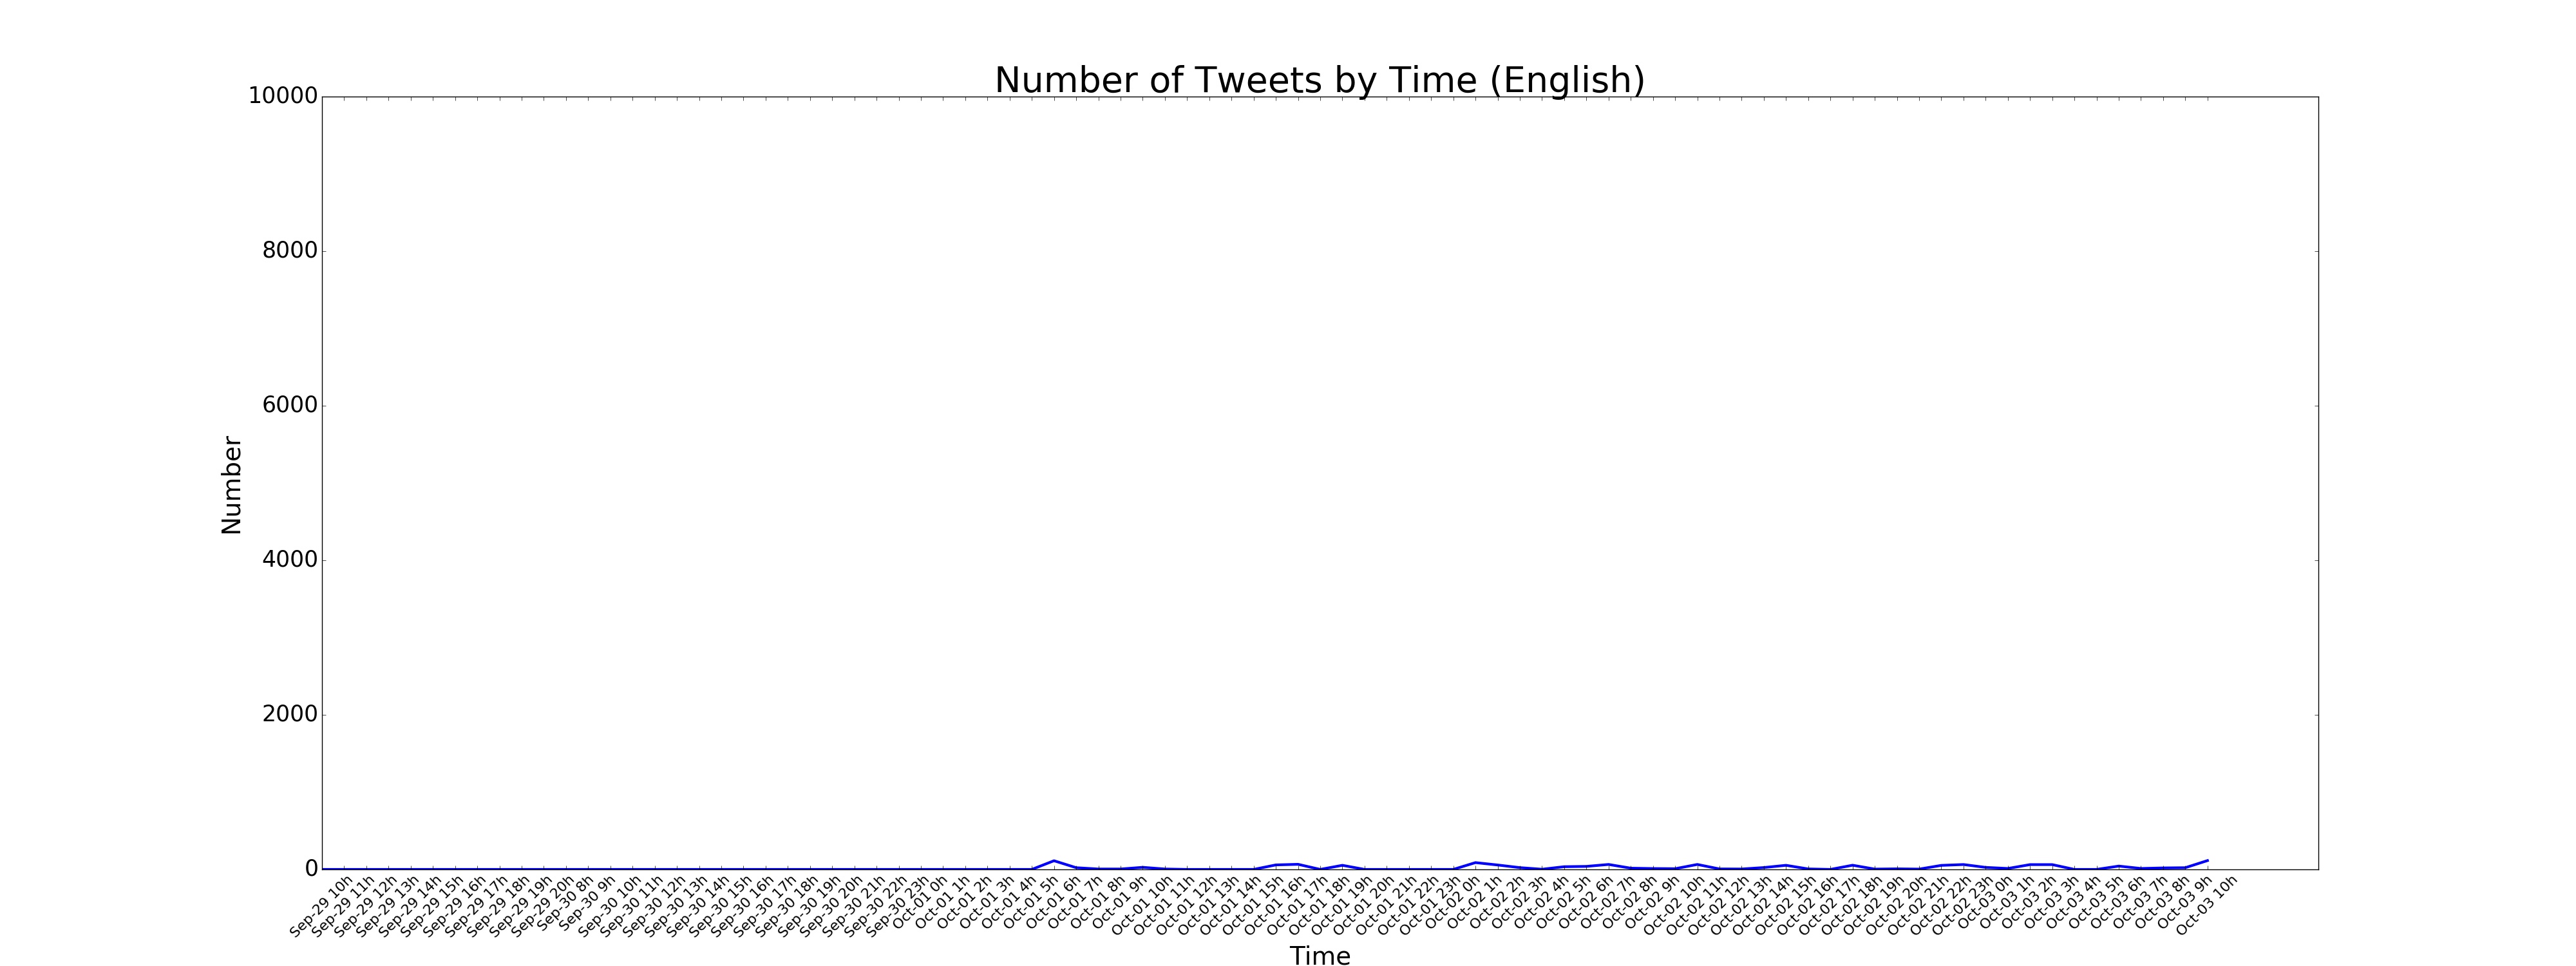 Number of Tweets by Time (English)
10000
8000
6000
4000
2000
0
Number
Sep-29 10h
Sep-29 11h
Sep-29 12h
Sep-29 13h
Sep-29 14h
Sep-29 15h
Sep-29 16h
Sep-29 17h
Sep-29 18h
Sep-29 19h
Sep-29 20h
Sep-30 8h
Sep-30 9h
Sep-30 10h
Sep-30 11h
Sep-30 12h
Sep-30 13h
Sep-30 14h
Sep-30 15h
Sep-30 16h
Sep-30 17h
Sep-30 18h
Sep-30 19h
Sep-30 20h
Sep-30 21h
Sep-30 22h
Sep-30 23h
Oct-01 0h
Oct-01 1h
Oct-01 2h
Oct-01 3h
Oct-01 4h
Oct-01 5h
Oct-01 6h
Oct-01 7h
Oct-01 8h
Oct-01 9h
Oct-01 10h
Oct-01 11h
Oct-01 12h
Oct-01 13h
Oct-01 14h
Oct-01 15h
Oct-01 16h
Oct-01 17h
Oct-01 18h
Oct-01 19h
Oct-01 20h
Oct-01 21h
Oct-01 22h
Oct-01 23h
Oct-02 0h
Oct-02 1h
Oct-02 2h
Oct-02 3h
Oct-02 4h
Oct-02 5h
Oct-02 6h
Oct-02 7h
Oct-02 8h
Oct-02 9h
Oct-02 10h
Oct-02 11h
Oct-02 12h
Oct-02 13h
Oct-02 14h
Oct-02 15h
Oct-02 16h
Oct-02 17h
Oct-02 18h
Oct-02 19h
Oct-02 20h
Oct-02 21h
Oct-02 22h
Oct-02 23h
Oct-03 0h
Oct-03 1h
Oct-03 2h
Oct-03 3h
Oct-03 4h
Oct-03 5h
Oct-03 6h
Oct-03 7h
Oct-03 8h
Oct-03 9h
Oct-03 10h
Time